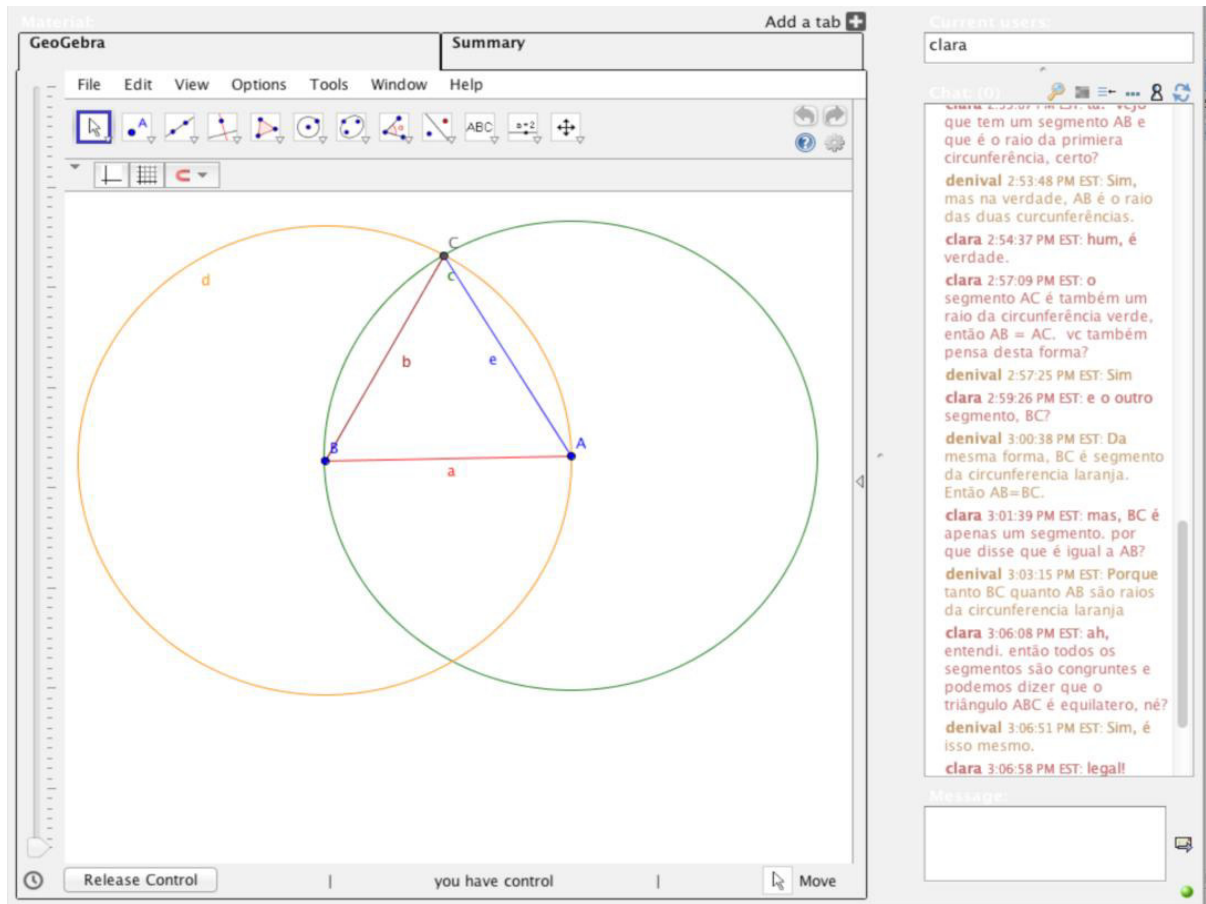 Material:
Add a tab
GeoGebra
Summary
File Edit View Options Tools Window Help
A
ABC
a=2
d
C
c
b
e
B
A
a
Release Control
you have control
Move
Current users:
clara
Chat: (0)
que tem um segmento AB e
que é o raio da primiera
circunferência, certo?
denival 2:53:48 PM EST: Sim,
mas na verdade, AB é o raio
das duas curcunferências.
clara 2:54:37 PM EST: hum, é
verdade.
clara 2:57:09 PM EST: o
segmento AC é também um
raio da circunferência verde,
então AB = AC. vc também
pensa desta forma?
denival 2:57:25 PM EST: Sim
clara 2:59:26 PM EST: e o outro
segmento, BC?
denival 3:00:38 PM EST: Da
mesma forma, BC é segmento
da circunferencia laranja.
Então AB=BC.
clara 3:01:39 PM EST: mas, BC é
apenas um segmento. por
que disse que é igual a AB?
denival 3:03:15 PM EST: Porque
tanto BC quanto AB são raios
da circunferencia laranja
clara 3:06:08 PM EST: ah,
entendi. então todos os
segmentos são congruntes e
podemos dizer que o
triângulo ABC é equilatero, né?
denival 3:06:51 PM EST: Sim, é
isso mesmo.
clara 3:06:58 PM EST: legal!
Message: